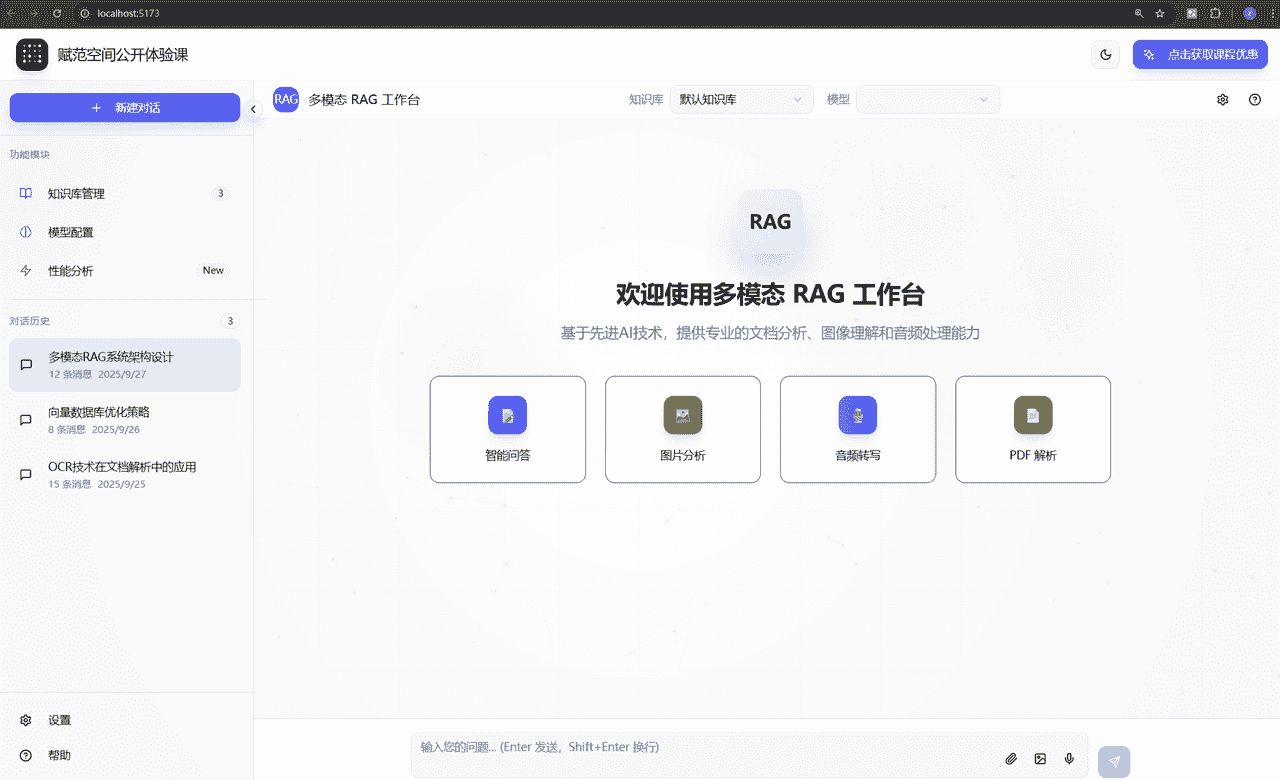 localhost:5173
赋范空间公开体验课
点击获取课程优惠
新建对话
RAG 多模态 RAG 工作台
知识库 默认知识库 模型
功能模块
知识库管理 3
模型配置
性能分析 New
对话历史 3
多模态RAG系统架构设计
12 条消息 2025/9/27
向量数据库优化策略
8 条消息 2025/9/26
OCR技术在文档解析中的应用
15 条消息 2025/9/25
设置
帮助
RAG
欢迎使用多模态 RAG 工作台
基于先进AI技术，提供专业的文档分析、图像理解和音频处理能力
智能问答
图片分析
音频转写
PDF 解析
输入您的问题... (Enter 发送，Shift+Enter 换行)